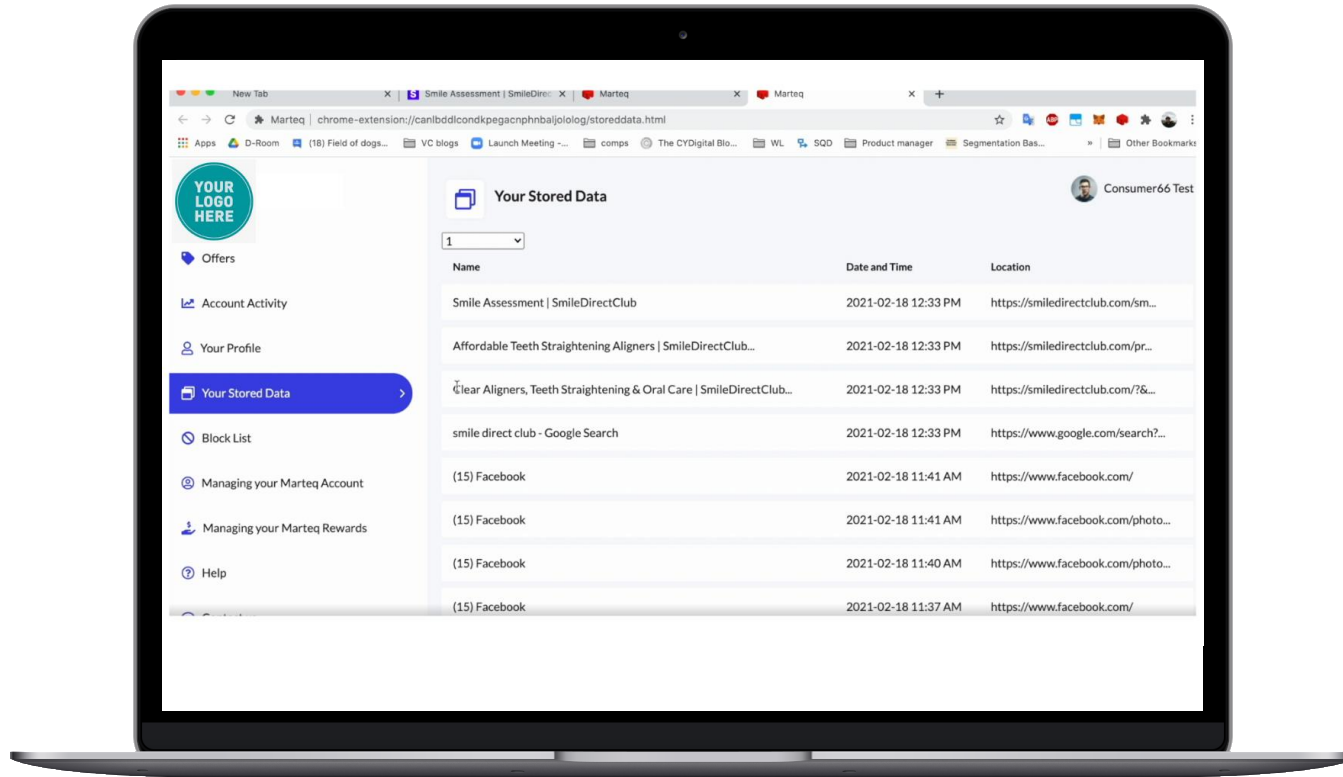 New Tab
Smile Assessment | SmileDirec
Marteq
Marteq
Marteq | chrome-extension://canlbddlcondkpegacnphnbaljololog/storeddata.html
Apps
D-Room
(18) Field of dogs...
VC blogs
Launch Meeting -...
comps
The CYDigital Blo...
WL
SQD
Product manager
Segmentation Bas...
»
Other Bookmarks
YOUR
LOGO
HERE
Your Stored Data
Consumer66 Test
1
Offers
Account Activity
Your Profile
Your Stored Data
Block List
Managing your Marteq Account
Managing your Marteq Rewards
Help
Name Date and Time Location
Smile Assessment | SmileDirectClub 2021-02-18 12:33 PM https://smiledirectclub.com/sm...
Affordable Teeth Straightening Aligners | SmileDirectClub... 2021-02-18 12:33 PM https://smiledirectclub.com/pr...
Clear Aligners, Teeth Straightening & Oral Care | SmileDirectClub... 2021-02-18 12:33 PM https://smiledirectclub.com/?&...
smile direct club - Google Search 2021-02-18 12:33 PM https://www.google.com/search?...
(15) Facebook 2021-02-18 11:41 AM https://www.facebook.com/
(15) Facebook 2021-02-18 11:41 AM https://www.facebook.com/photo...
(15) Facebook 2021-02-18 11:40 AM https://www.facebook.com/photo...
(15) Facebook 2021-02-18 11:37 AM https://www.facebook.com/